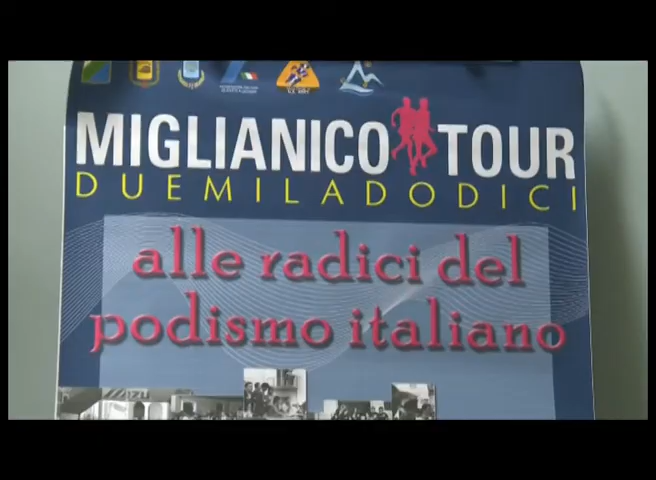 MIGLIANICO TOUR
DUEMILADODICI
alle radici del
podismo italiano